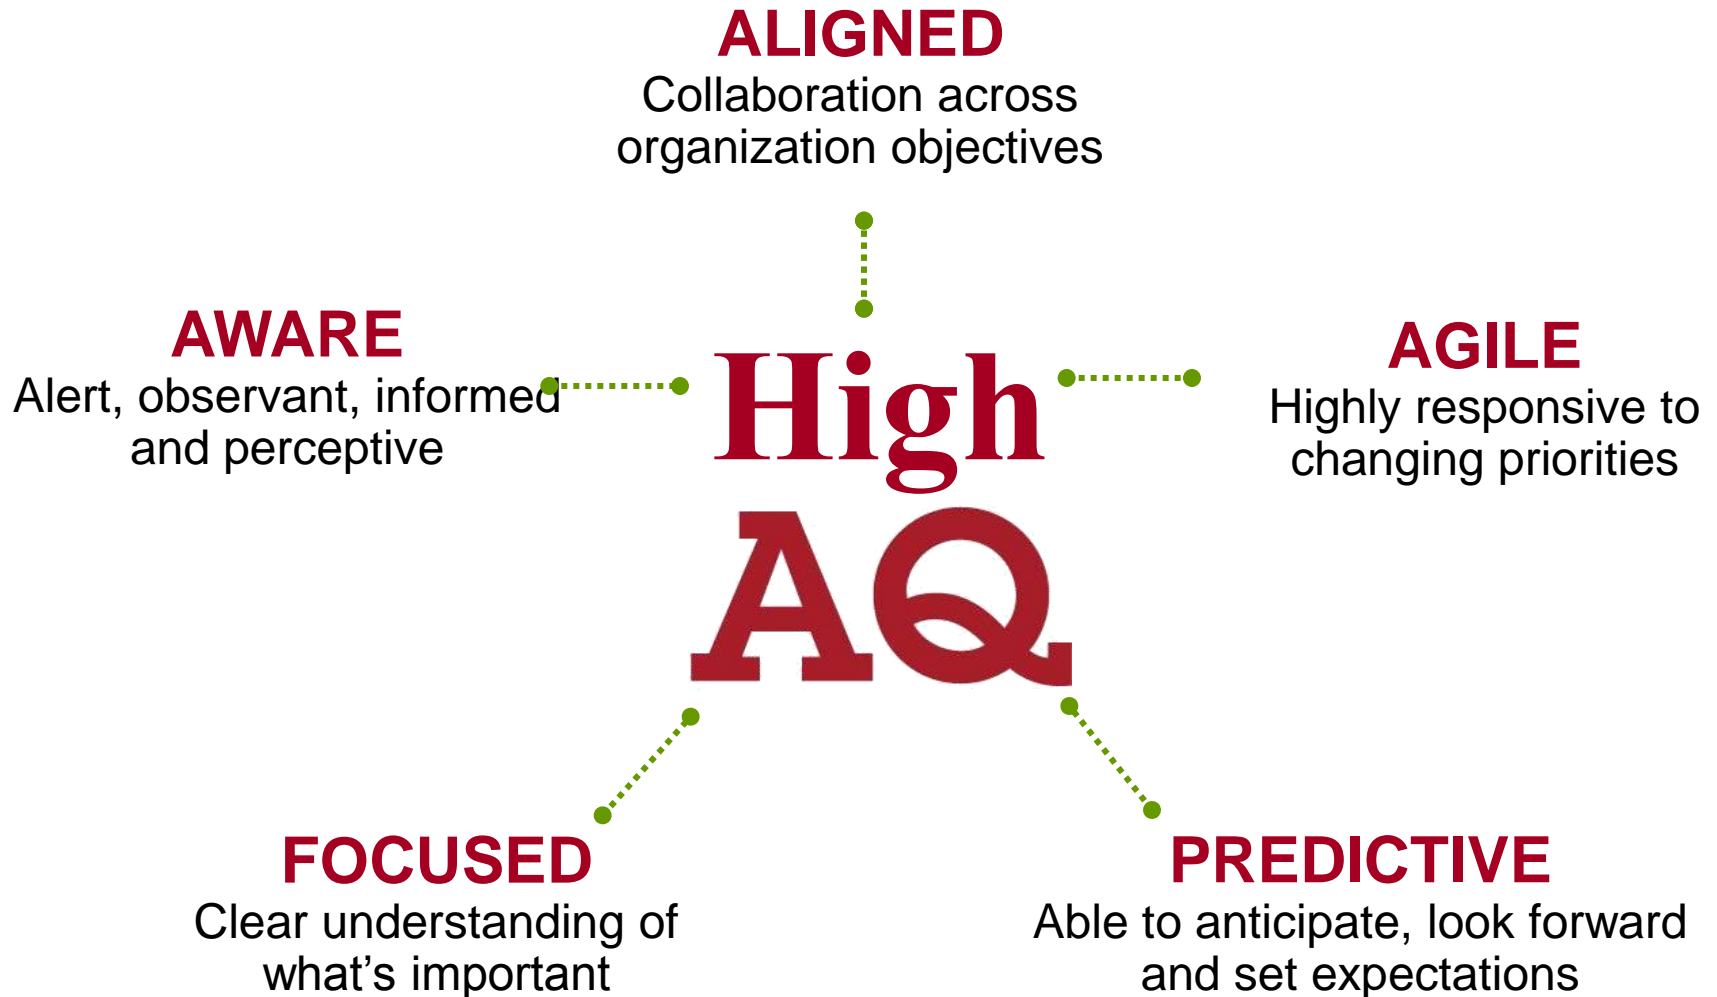 ALIGNED
Collaboration across
organization objectives
AWARE
Alert, observant, informed
and perceptive
High
AQ
AGILE
Highly responsive to
changing priorities
FOCUSED
Clear understanding of
what’s important
PREDICTIVE
Able to anticipate, look forward
and set expectations